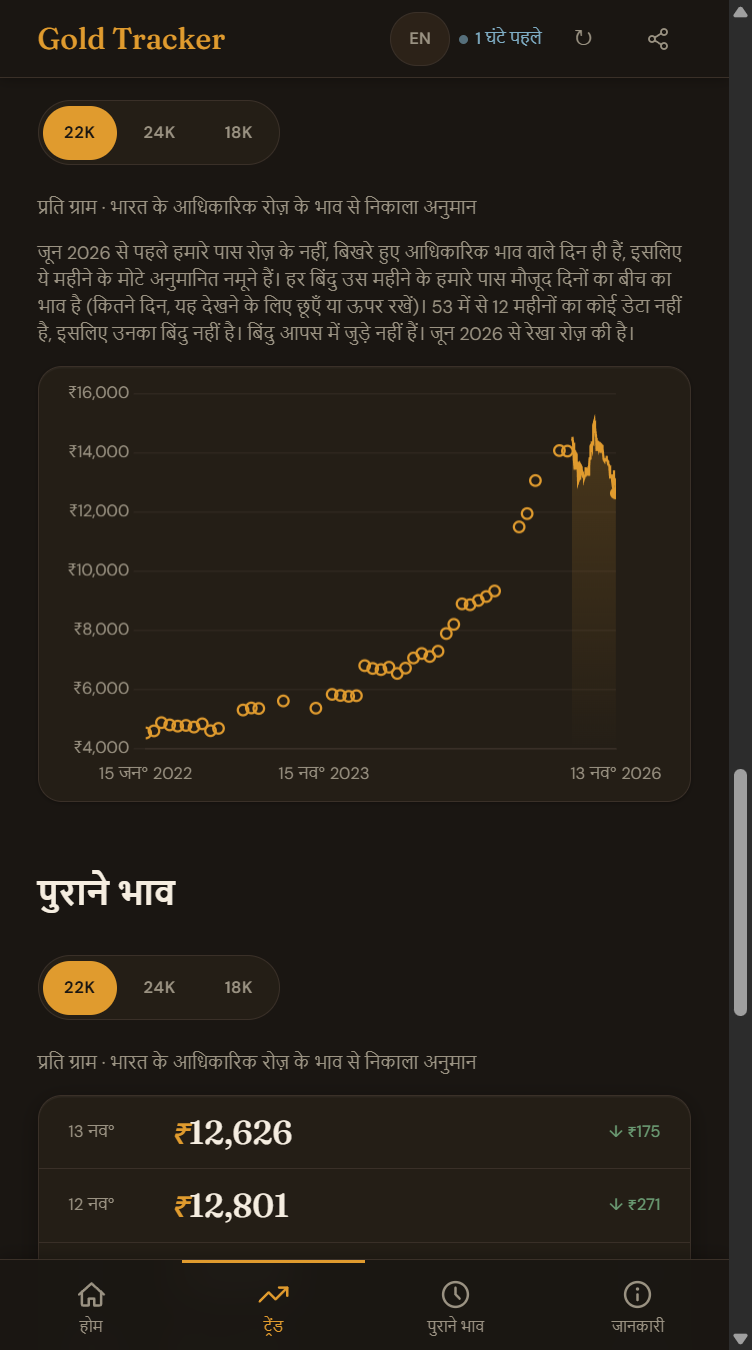 Gold Tracker
EN
1 घंटे पहले
22K 24K 18K
प्रति ग्राम · भारत के आधिकारिक रोज़ के भाव से निकाला अनुमान
जून 2026 से पहले हमारे पास रोज़ के नहीं, बिखरे हुए आधिकारिक भाव वाले दिन ही हैं, इसलिए
ये महीने के मोटे अनुमानित नमूने हैं। हर बिंदु उस महीने के हमारे पास मौजूद दिनों का बीच का
भाव है (कितने दिन, यह देखने के लिए छूएँ या ऊपर रखें)। 53 में से 12 महीनों का कोई डेटा नहीं
है, इसलिए उनका बिंदु नहीं है। बिंदु आपस में जुड़े नहीं हैं। जून 2026 से रेखा रोज़ की है।
₹16,000
₹14,000
₹12,000
₹10,000
₹8,000
₹6,000
₹4,000
15 जन॰ 2022 15 नव॰ 2023 13 नव॰ 2026
पुराने भाव
22K 24K 18K
प्रति ग्राम · भारत के आधिकारिक रोज़ के भाव से निकाला अनुमान
13 नव॰ ₹12,626 ↓ ₹175
12 नव॰ ₹12,801 ↓ ₹271
होम ट्रेंड पुराने भाव जानकारी